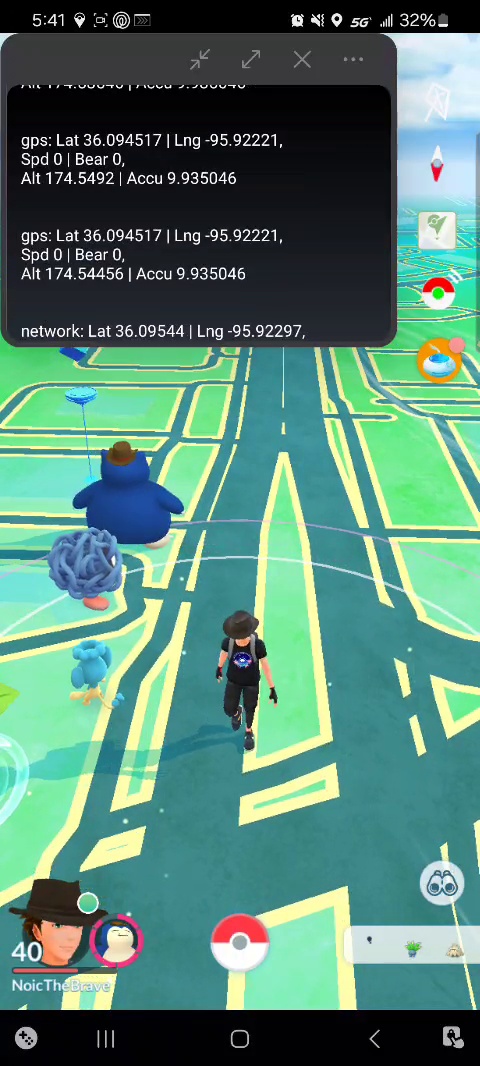 5:41
5G
32%
gps: Lat 36.094517 | Lng -95.92221,
Spd 0 | Bear 0,
Alt 174.5492 | Accu 9.935046
gps: Lat 36.094517 | Lng -95.92221,
Spd 0 | Bear 0,
Alt 174.54456 | Accu 9.935046
network: Lat 36.09544 | Lng -95.92297,
40
NoicTheBrave